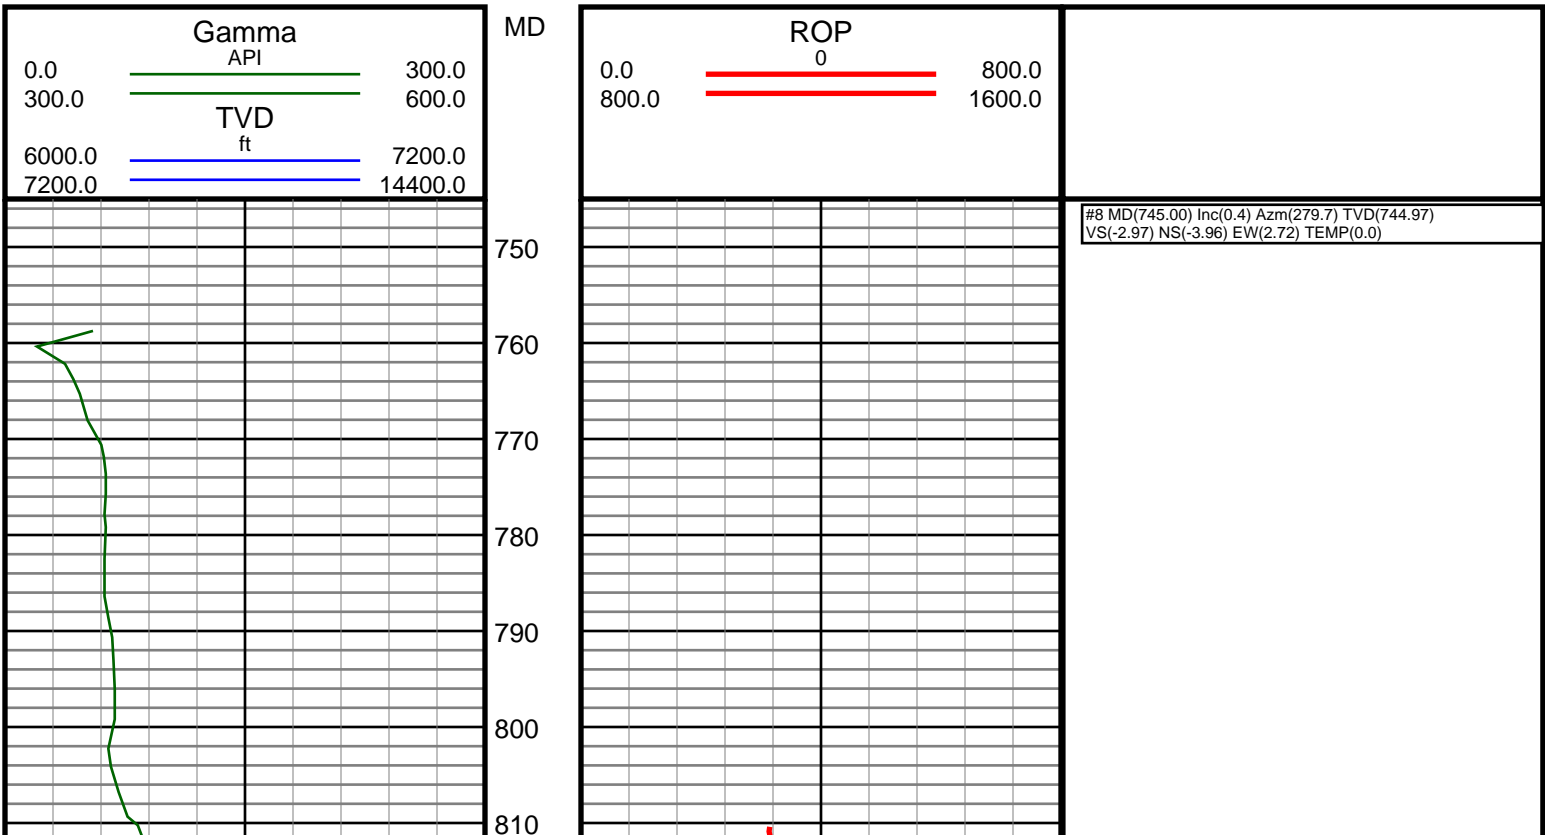 Gamma
API
0.0 300.0
300.0 600.0
TVD
ft
6000.0 7200.0
7200.0 14400.0
MD
ROP
0
0.0 800.0
800.0 1600.0
#8 MD(745.00) Inc(0.4) Azm(279.7) TVD(744.97)
VS(-2.97) NS(-3.96) EW(2.72) TEMP(0.0)
750
760
770
780
790
800
810